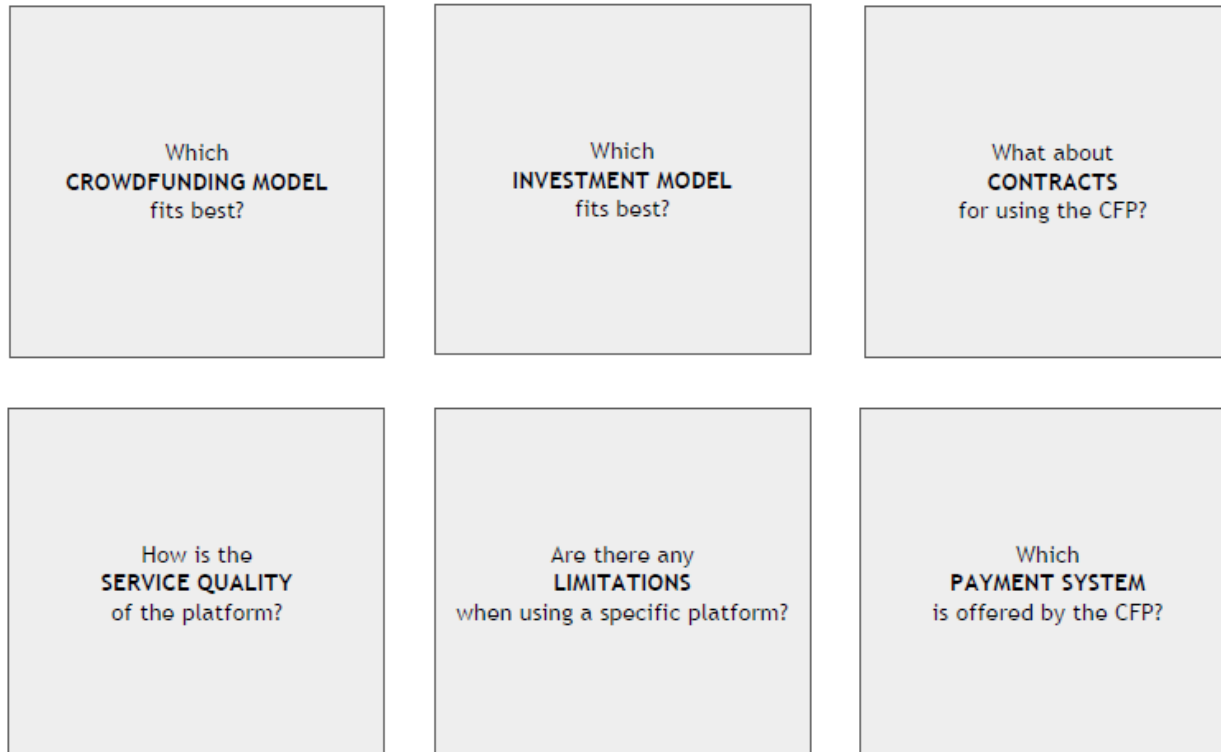 Which
CROWDFUNDING MODEL
fits best?
Which
INVESTMENT MODEL
fits best?
What about
CONTRACTS
for using the CFP?
How is the
SERVICE QUALITY
of the platform?
Are there any
LIMITATIONS
when using a specific platform?
Which
PAYMENT SYSTEM
is offered by the CFP?